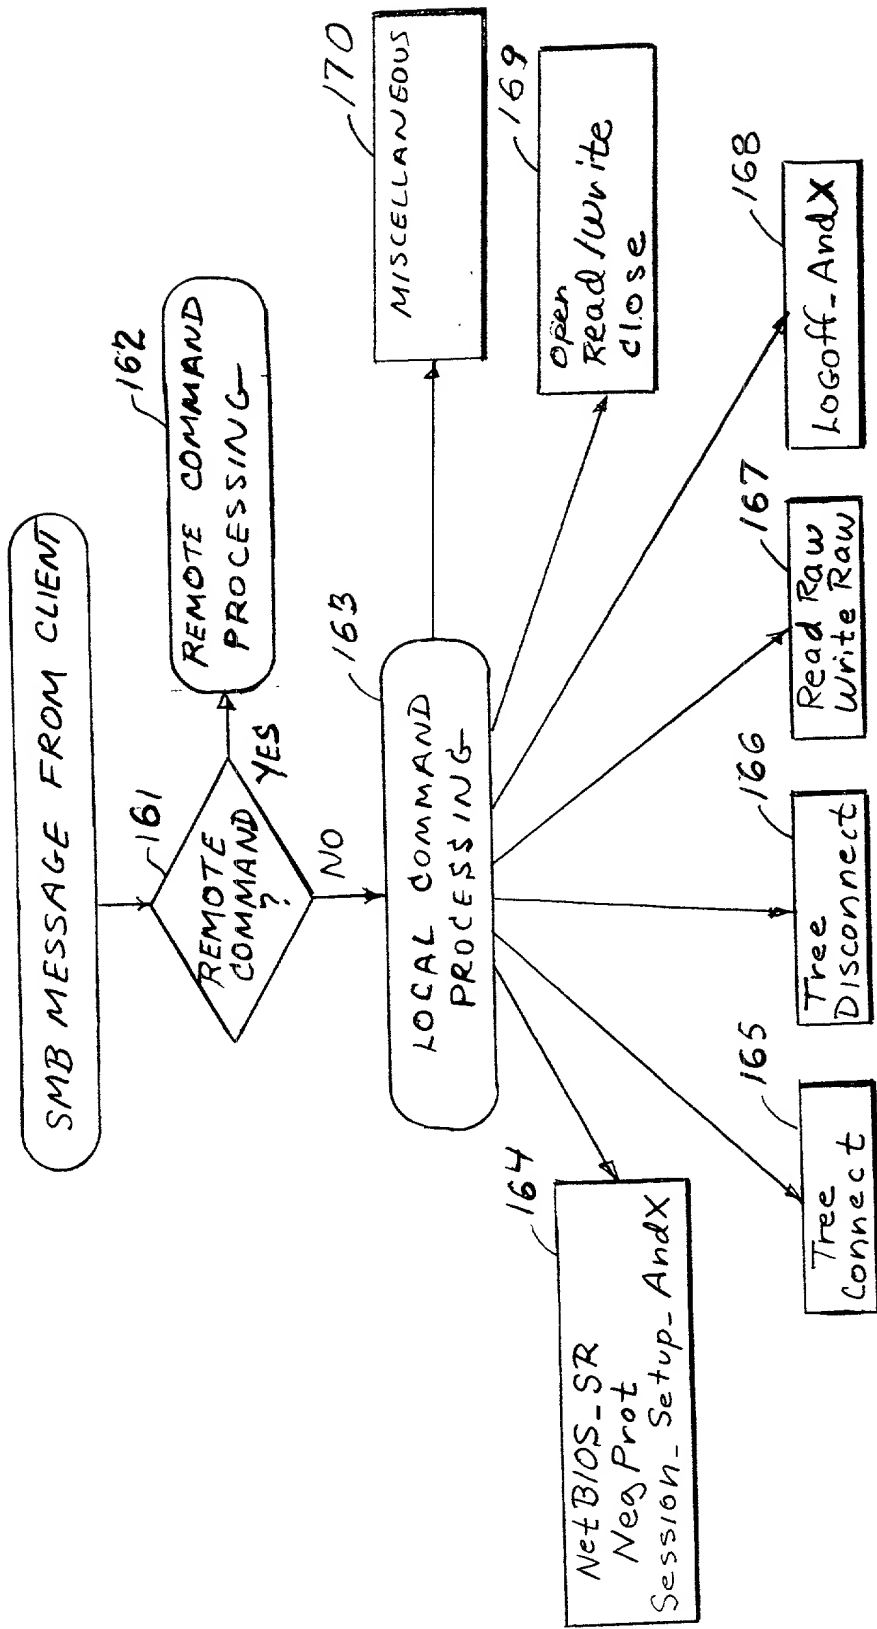 SMB MESSAGE FROM CLIENT
161
REMOTE
COMMAND
?
YES
162
REMOTE COMMAND
PROCESSING
NO
163
LOCAL COMMAND
PROCESSING
164
NetBIOS_SR
NegProt
Session_Setup_AndX
165
Tree
Connect
166
Tree
Disconnect
167
Read Raw
Write Raw
168
LOGOff_AndX
169
Open
Read/Write
Close
170
MISCELLANEOUS